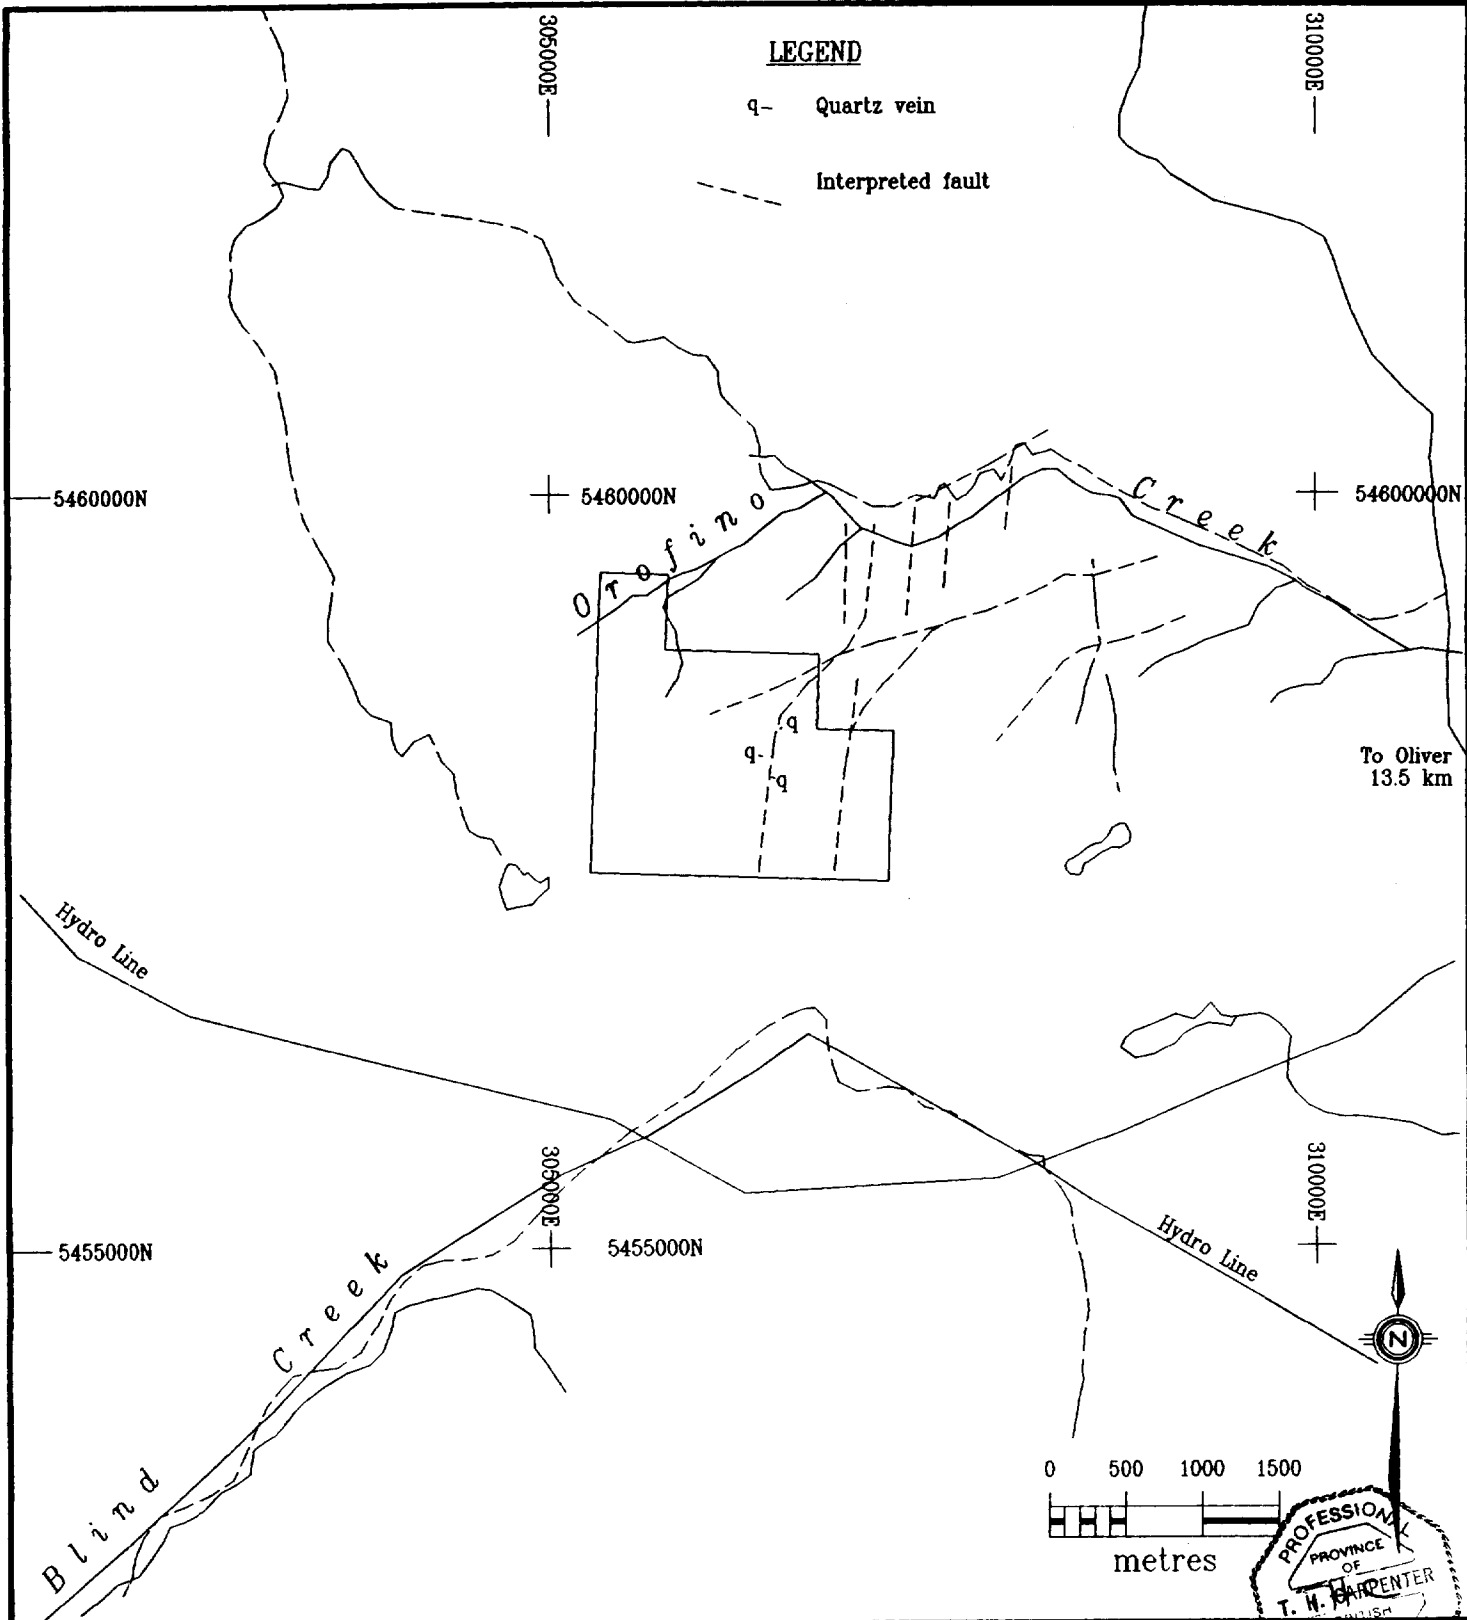 LEGEND
q- Quartz vein
Interpreted fault
305000E
310000E
5460000N
5460000N
54600000N
Orofino
Creek
q
q-
q
To Oliver
13.5 km
Hydro Line
305000E
310000E
5455000N
5455000N
Hydro Line
Blind Creek
N
0 500 1000 1500
metres
PROFESSIONAL
PROVINCE
OF
CARPENTER